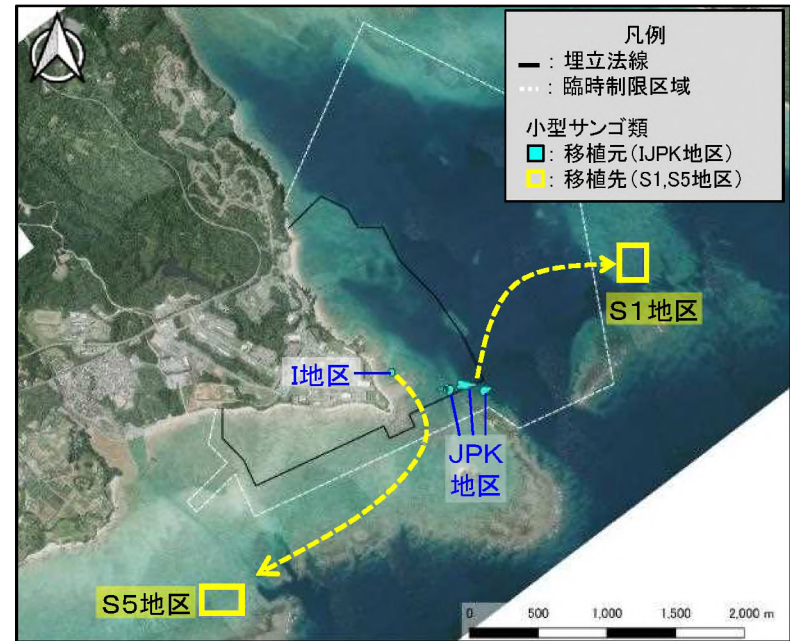 凡例
: 埋立法線
: 臨時制限区域
小型サンゴ類
: 移植元(IJPK地区)
: 移植先(S1,S5地区)
S1地区
I地区
JPK
地区
S5地区
0 500 1,000 1,500 2,000 m